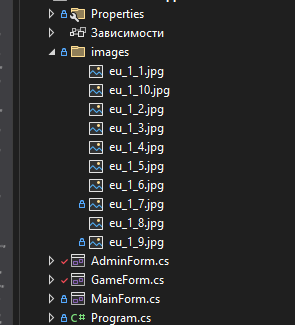 Properties
Зависимости
images
eu_1_1.jpg
eu_1_10.jpg
eu_1_2.jpg
eu_1_3.jpg
eu_1_4.jpg
eu_1_5.jpg
eu_1_6.jpg
eu_1_7.jpg
eu_1_8.jpg
eu_1_9.jpg
AdminForm.cs
GameForm.cs
MainForm.cs
C# Program.cs